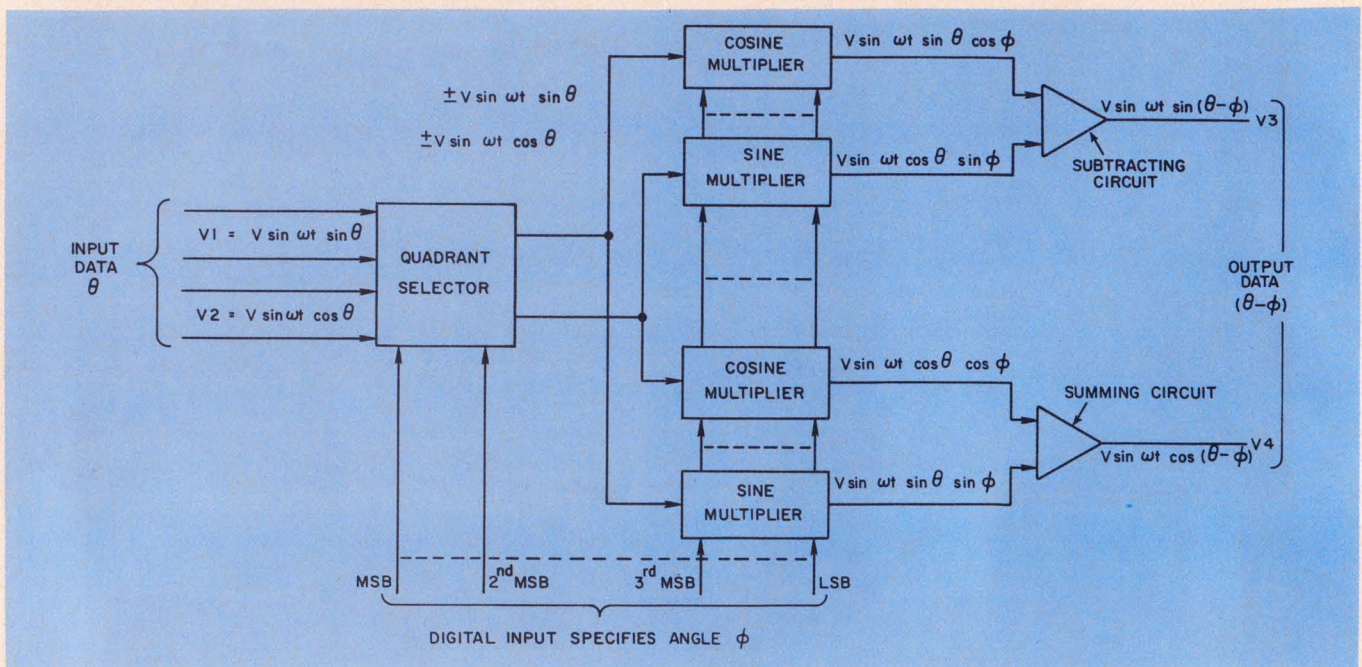 COSINE
MULTIPLIER
V sin ωt sin θ cos ϕ
± V sin ωt sin θ
± V sin ωt cos θ
V sin ωt sin (θ-ϕ)
V3
SINE
MULTIPLIER
V sin ωt cos θ sin ϕ
SUBTRACTING
CIRCUIT
INPUT
DATA
θ
V1 = V sin ωt sin θ
V2 = V sin ωt cos θ
QUADRANT
SELECTOR
OUTPUT
DATA
(θ-ϕ)
COSINE
MULTIPLIER
V sin ωt cos θ cos ϕ
SUMMING CIRCUIT
V4
V sin ωt cos (θ-ϕ)
SINE
MULTIPLIER
V sin ωt sin θ sin ϕ
MSB
2nd MSB
3rd MSB
LSB
DIGITAL INPUT SPECIFIES ANGLE ϕ